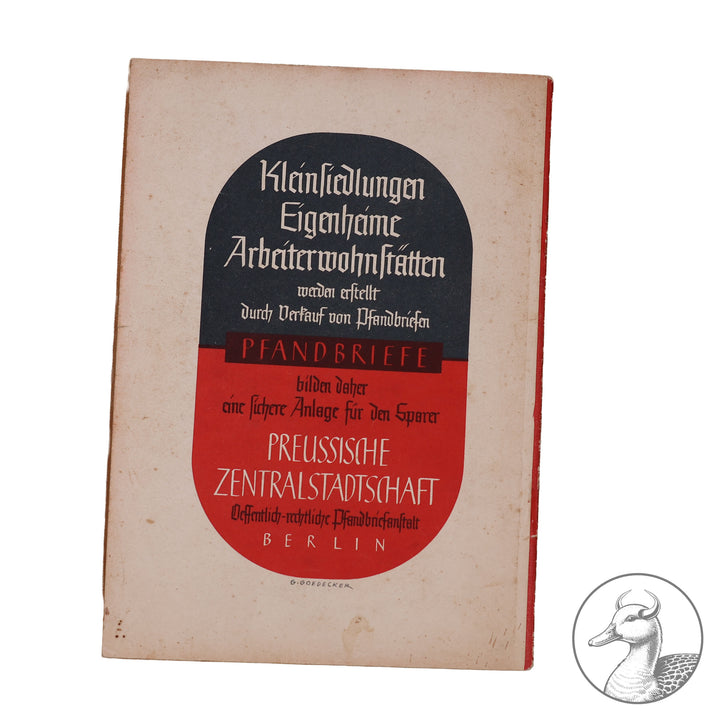 Kleinſiedlungen
Eigenheime
Arbeiterwohnſtätten
werden erſtellt
durch Verkauf von Pfandbriefen
PFANDBRIEFE
bilden daher
eine ſichere Anlage für den Sparer
PREUSSISCHE
ZENTRALSTADTSCHAFT
Oeffentlich-rechtliche Pfandbriefanſtalt
BERLIN
G. GOEDECKER